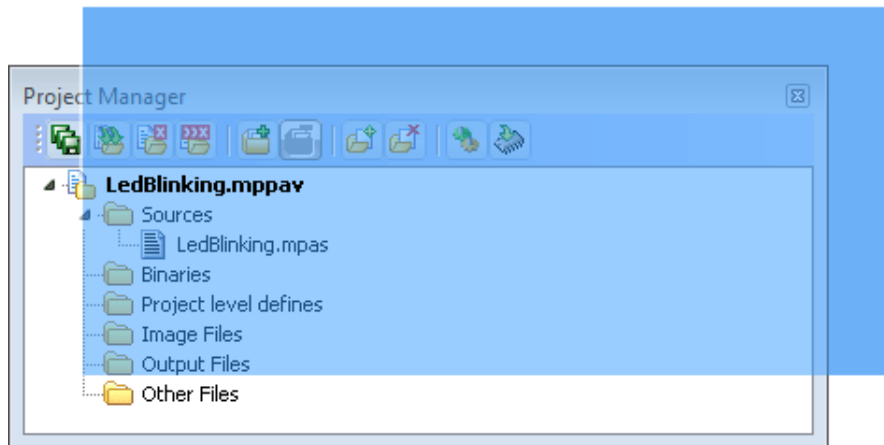 Project Manager
LedBlinking.mppav
Sources
LedBlinking.mpas
Binaries
Project level defines
Image Files
Output Files
Other Files